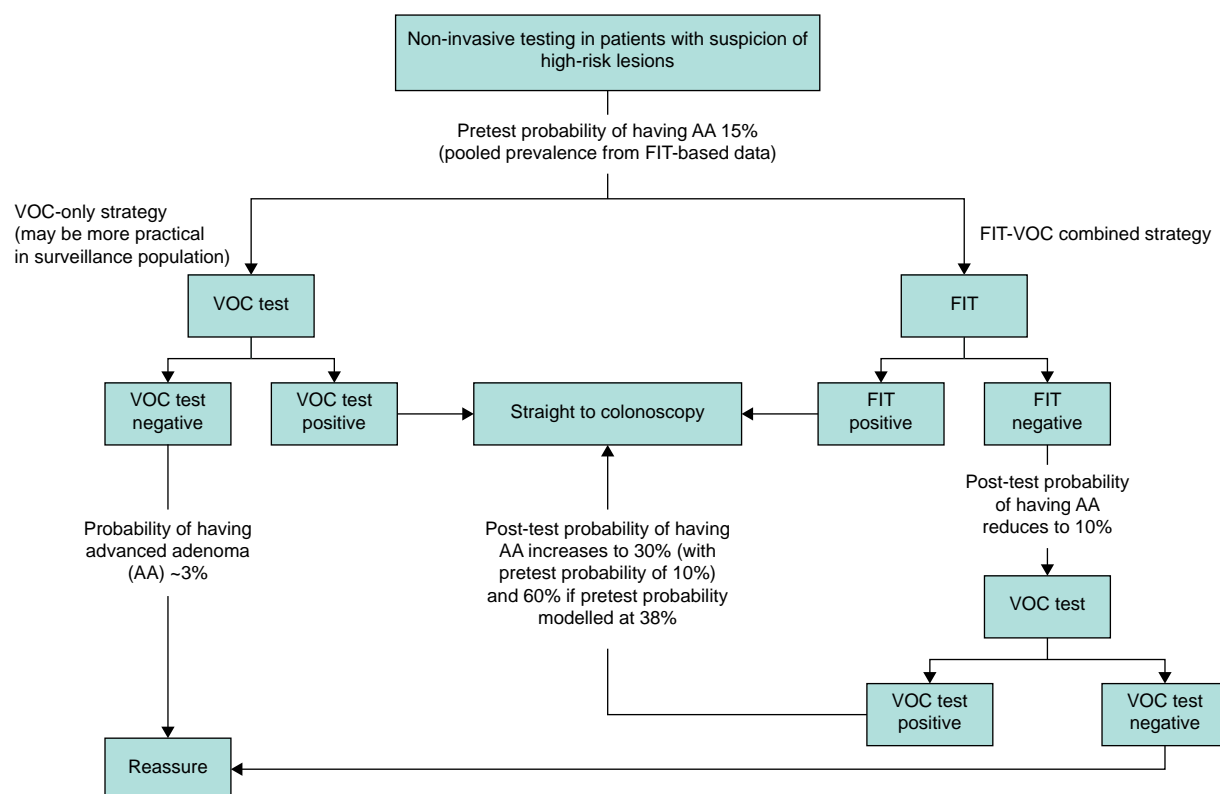 Non-invasive testing in patients with suspicion of
high-risk lesions
Pretest probability of having AA 15%
(pooled prevalence from FIT-based data)
VOC-only strategy
(may be more practical
in surveillance population)
FIT-VOC combined strategy
VOC test
FIT
VOC test
negative
VOC test
positive
Straight to colonoscopy
FIT
positive
FIT
negative
Probability of having
advanced adenoma
(AA) ~3%
Post-test probability of having
AA increases to 30% (with
pretest probability of 10%)
and 60% if pretest probability
modelled at 38%
Post-test probability
of having AA
reduces to 10%
VOC test
VOC test
positive
VOC test
negative
Reassure